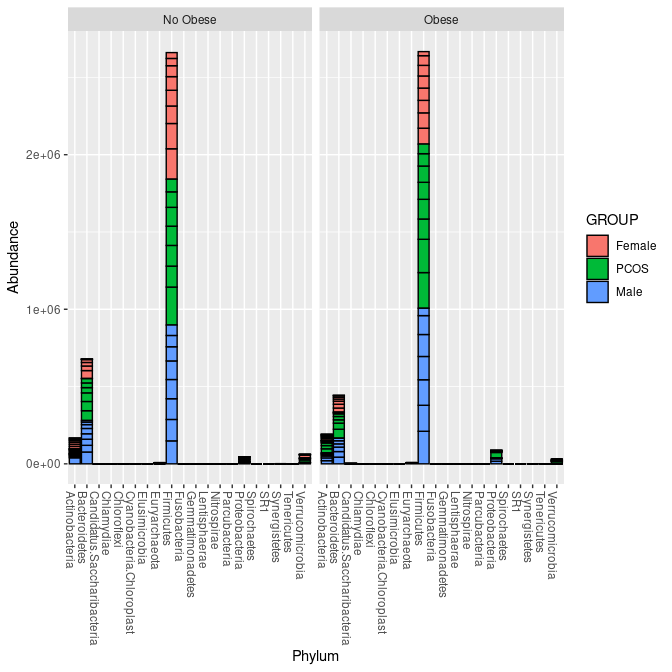 No Obese
Obese
Abundance
2e+06
1e+06
0e+00
GROUP
Female
PCOS
Male
Actinobacteria
Bacteroidetes
Candidatus.Saccharibacteria
Chlamydiae
Chloroflexi
Cyanobacteria.Chloroplast
Elusimicrobia
Euryarchaeota
Firmicutes
Fusobacteria
Gemmatimonadetes
Lentisphaerae
Nitrospirae
Parcubacteria
Proteobacteria
Spirochaetes
SR1
Synergistetes
Tenericutes
Verrucomicrobia
Actinobacteria
Bacteroidetes
Candidatus.Saccharibacteria
Chlamydiae
Chloroflexi
Cyanobacteria.Chloroplast
Elusimicrobia
Euryarchaeota
Firmicutes
Fusobacteria
Gemmatimonadetes
Lentisphaerae
Nitrospirae
Parcubacteria
Proteobacteria
Spirochaetes
SR1
Synergistetes
Tenericutes
Verrucomicrobia
Phylum